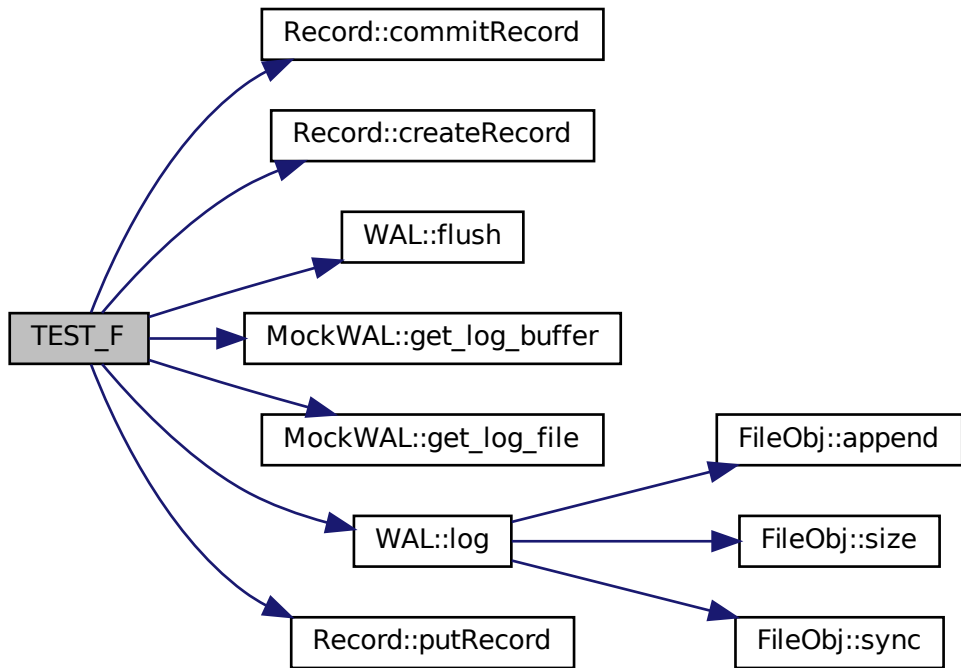 Record::commitRecord
Record::createRecord
WAL::flush
TEST_F
MockWAL::get_log_buffer
MockWAL::get_log_file
FileObj::append
WAL::log
FileObj::size
Record::putRecord
FileObj::sync